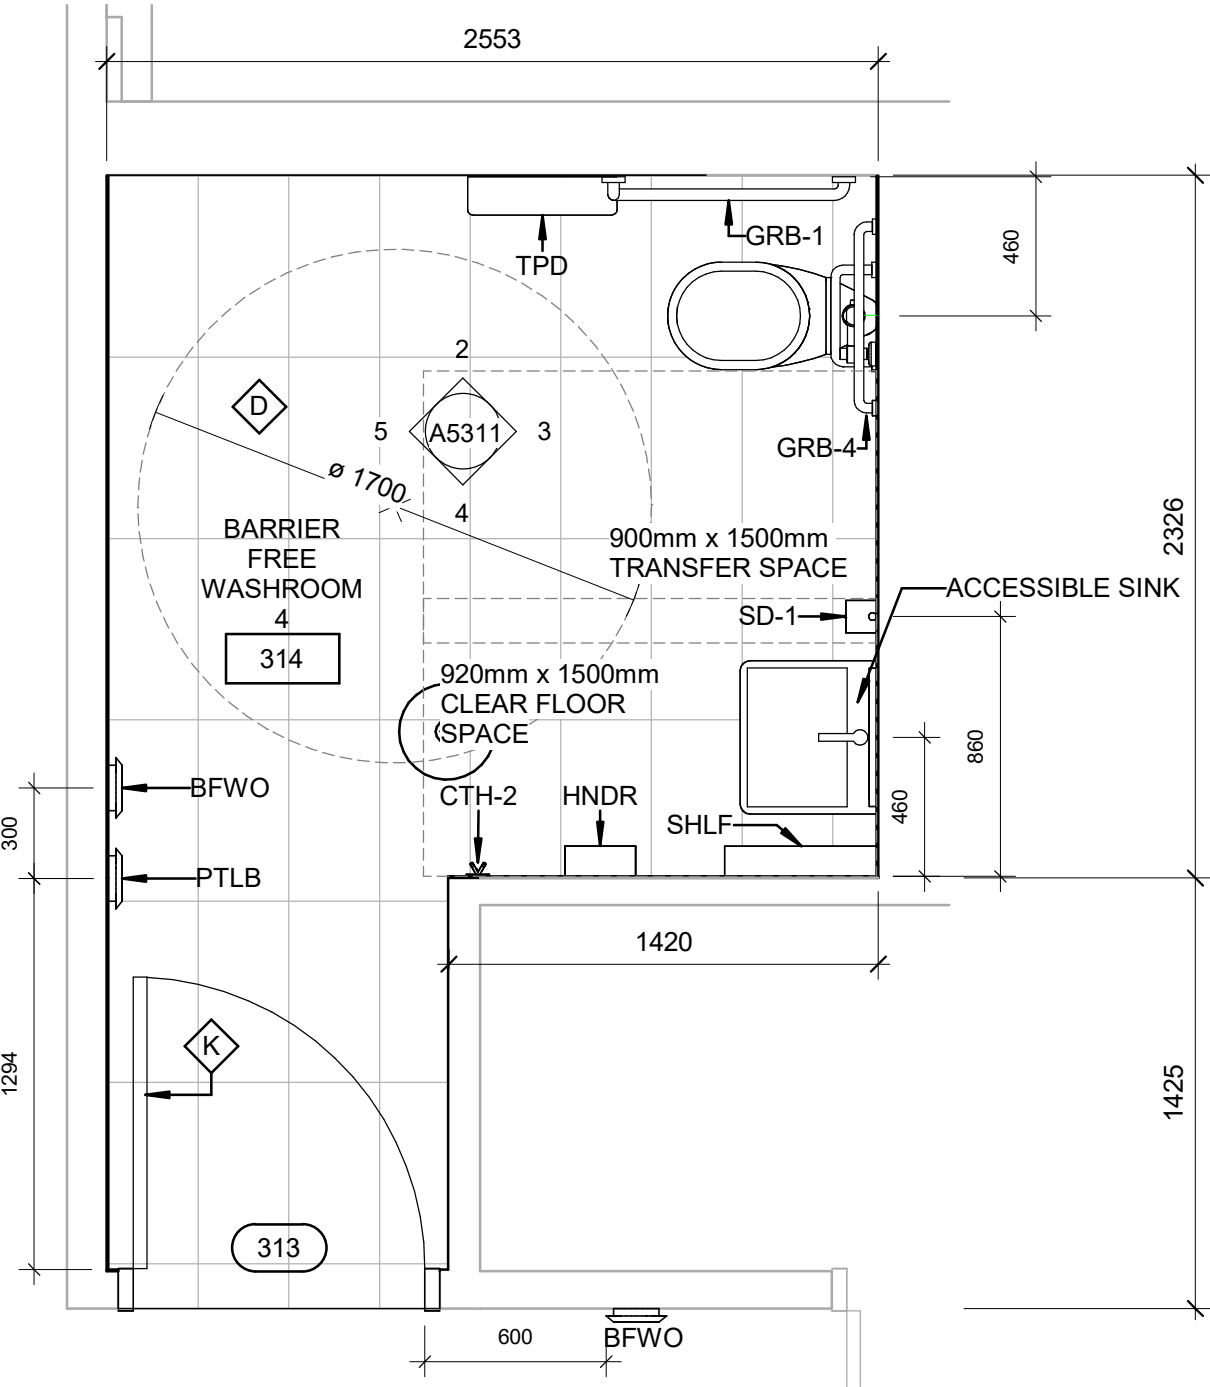 2553
GRB-1
TPD
460
2
D
5
A5311
3
GRB-4
ø 1700
4
BARRIER
FREE
WASHROOM
4
314
900mm x 1500mm
TRANSFER SPACE
2326
ACCESSIBLE SINK
SD-1
920mm x 1500mm
CLEAR FLOOR
SPACE
860
460
BFWO
CTH-2
HNDR
SHLF
300
PTLB
1420
K
1294
1425
313
600
BFWO